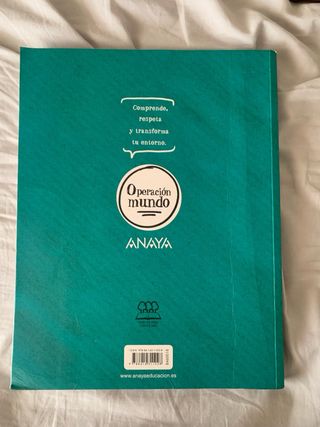 Comprende,
respeta
y transforma
tu entorno.
Operación
mundo
ANAYA
www.anayaeducacion.es